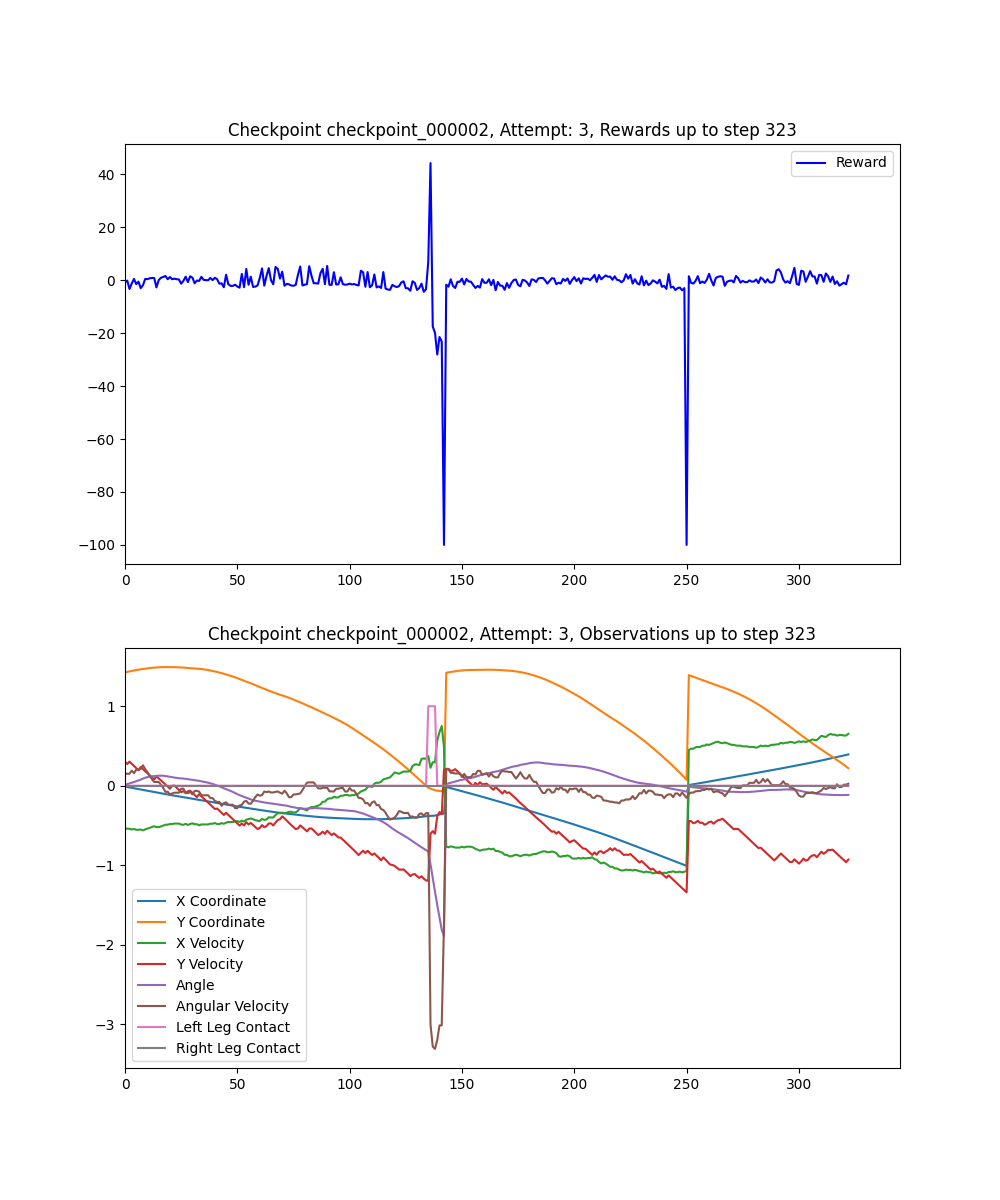 Checkpoint checkpoint_000002, Attempt: 3, Rewards up to step 323
Reward
40
20
0
−20
−40
−60
−80
−100
0 50 100 150 200 250 300
Checkpoint checkpoint_000002, Attempt: 3, Observations up to step 323
1
0
−1
−2
−3
X Coordinate
Y Coordinate
X Velocity
Y Velocity
Angle
Angular Velocity
Left Leg Contact
Right Leg Contact
0 50 100 150 200 250 300